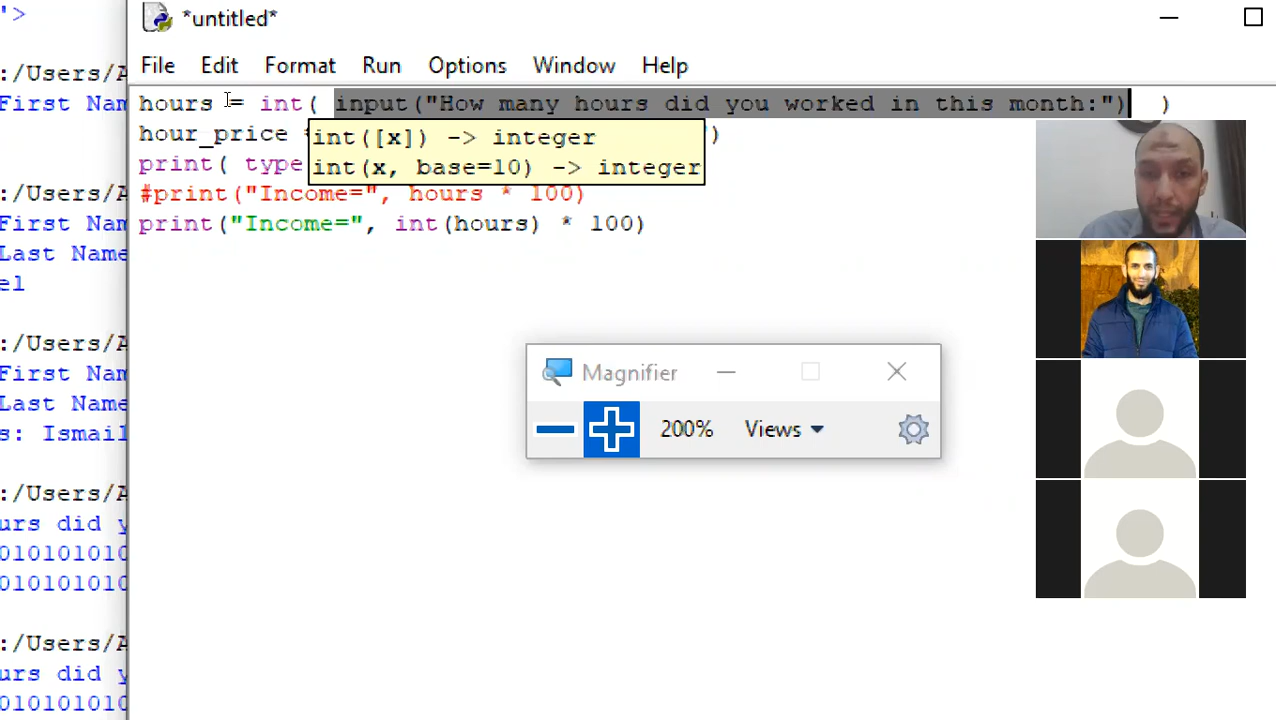 *untitled*
File Edit Format Run Options Window Help
hours = int( input("How many hours did you worked in this month:") )
hour_price ")
int([x]) -> integer
print( type
int(x, base=10) -> integer
#print("Income=", hours * 100)
print("Income=", int(hours) * 100)
Magnifier
200% Views
'>
:/Users/A
First Nam
:/Users/A
First Nam
Last Name
el
:/Users/A
First Nam
Last Name
s: Ismail
:/Users/A
urs did y
010101010
010101010
:/Users/A
urs did y
010101010